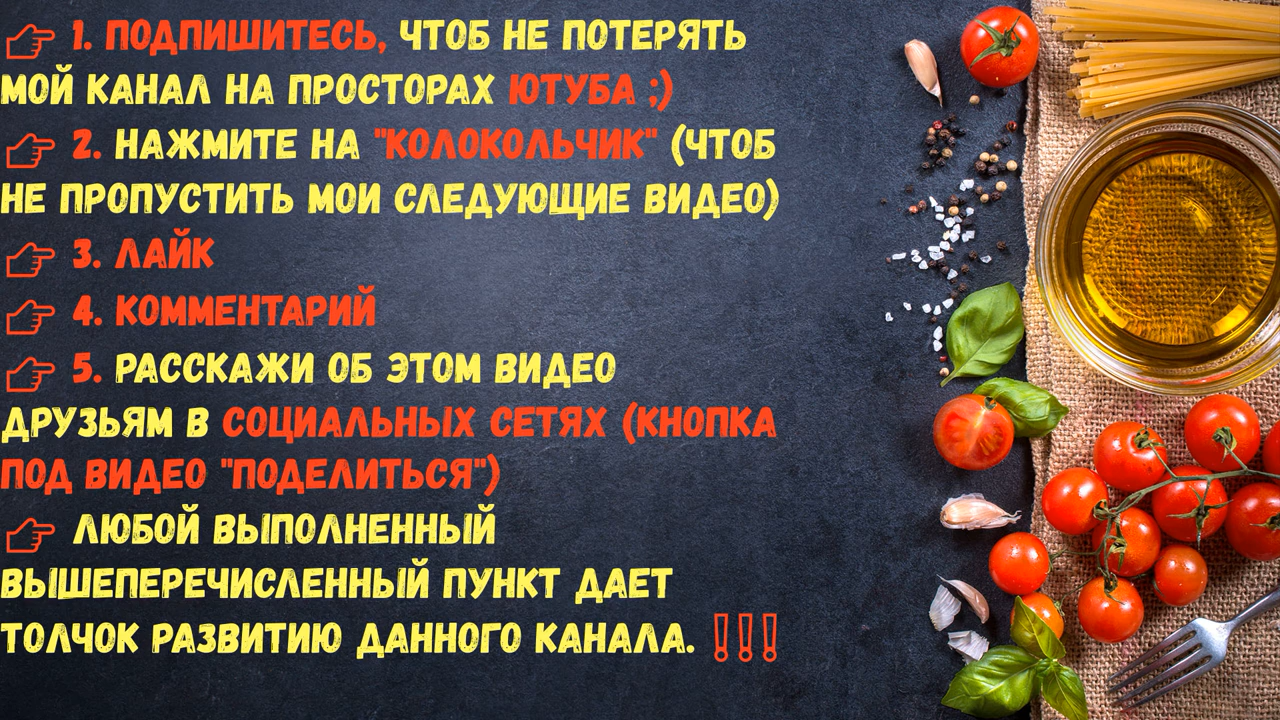 👉 1. ПОДПИШИТЕСЬ, ЧТОБ НЕ ПОТЕРЯТЬ
МОЙ КАНАЛ НА ПРОСТОРАХ ЮТУБА ;)
👉 2. НАЖМИТЕ НА "КОЛОКОЛЬЧИК" (ЧТОБ
НЕ ПРОПУСТИТЬ МОИ СЛЕДУЮЩИЕ ВИДЕО)
👉 3. ЛАЙК
👉 4. КОММЕНТАРИЙ
👉 5. РАССКАЖИ ОБ ЭТОМ ВИДЕО
ДРУЗЬЯМ В СОЦИАЛЬНЫХ СЕТЯХ (КНОПКА
ПОД ВИДЕО "ПОДЕЛИТЬСЯ")
👉 ЛЮБОЙ ВЫПОЛНЕННЫЙ
ВЫШЕПЕРЕЧИСЛЕННЫЙ ПУНКТ ДАЕТ
ТОЛЧОК РАЗВИТИЮ ДАННОГО КАНАЛА. !!!